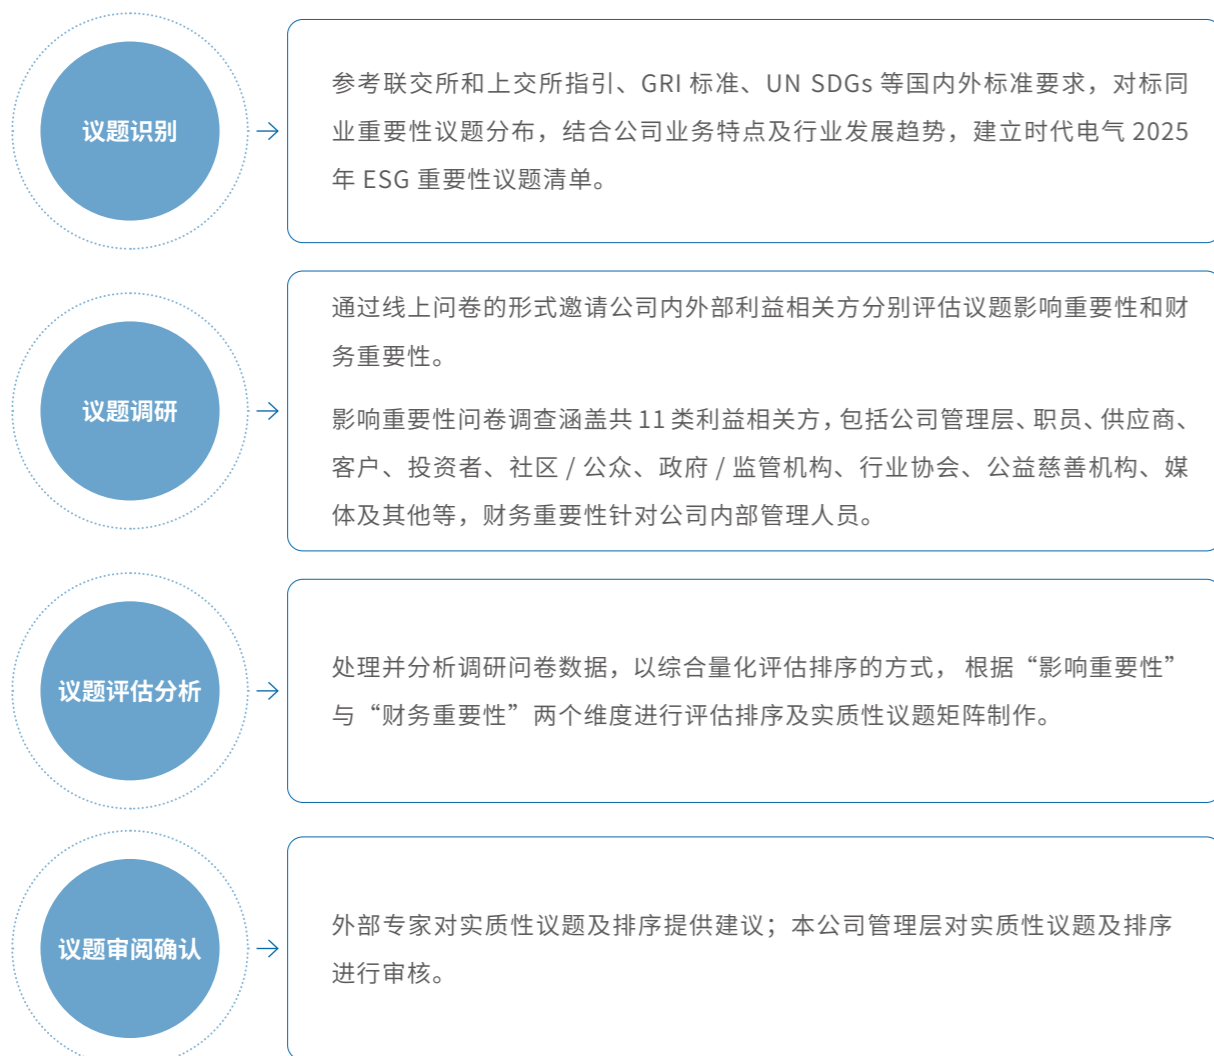 议题识别
参考联交所和上交所指引、GRI 标准、UN SDGs 等国内外标准要求，对标同
业重要性议题分布，结合公司业务特点及行业发展趋势，建立时代电气 2025
年 ESG 重要性议题清单。
议题调研
通过线上问卷的形式邀请公司内外部利益相关方分别评估议题影响重要性和财
务重要性。
影响重要性问卷调查涵盖共 11 类利益相关方，包括公司管理层、职员、供应商、
客户、投资者、社区 / 公众、政府 / 监管机构、行业协会、公益慈善机构、媒
体及其他等，财务重要性针对公司内部管理人员。
议题评估分析
处理并分析调研问卷数据，以综合量化评估排序的方式， 根据“影响重要性”
与“财务重要性”两个维度进行评估排序及实质性议题矩阵制作。
议题审阅确认
外部专家对实质性议题及排序提供建议；本公司管理层对实质性议题及排序
进行审核。